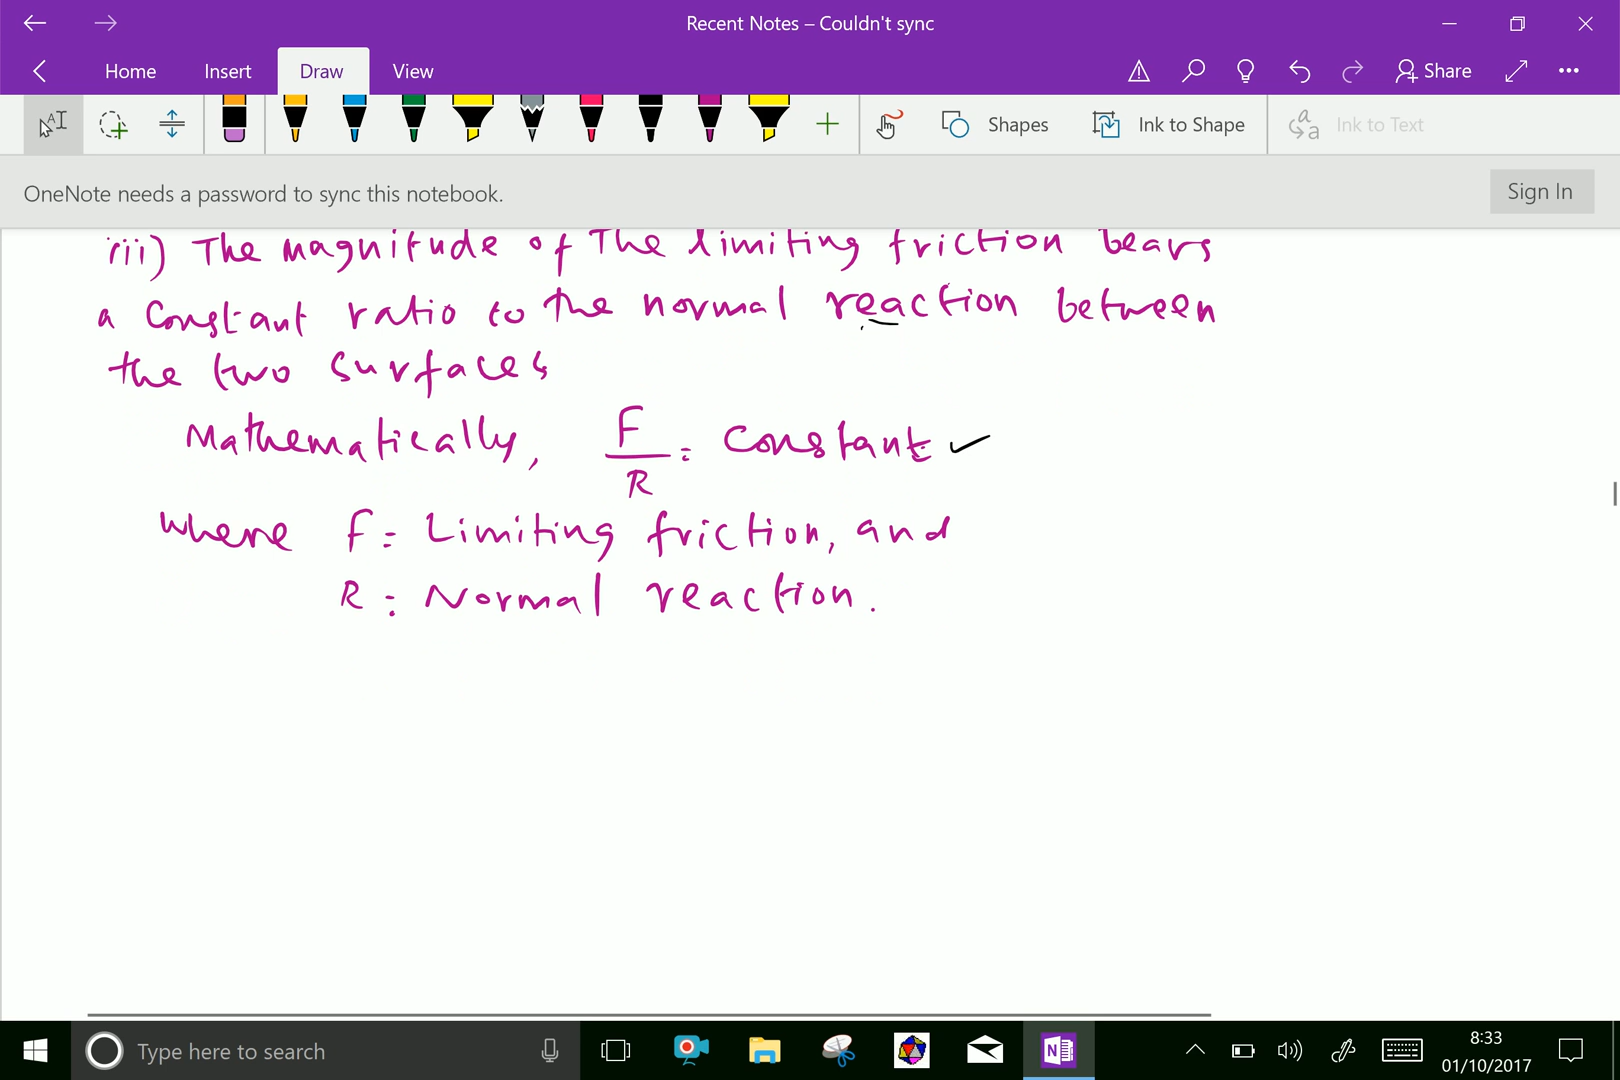 Recent Notes – Couldn't sync
Home Insert Draw View Share
Shapes Ink to Shape Ink to Text
OneNote needs a password to sync this notebook.
Sign In
iii) The magnitude of The limiting friction bears
a constant ratio to the normal reaction between
the two surfaces
Mathematically, F/R = constant ✓
where F = Limiting friction, and
R = Normal reaction.
Type here to search
8:33
01/10/2017